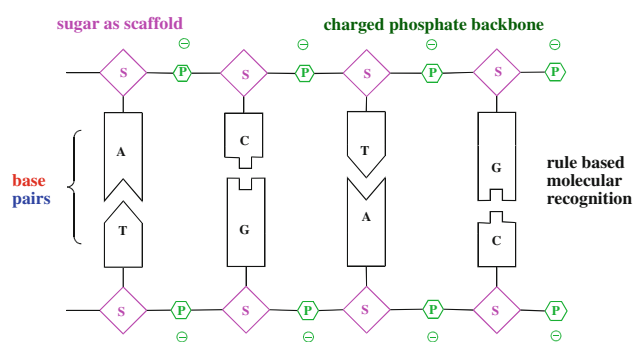 sugar as scaffold charged phosphate backbone
⊖ ⊖ ⊖ ⊖
S P S P S P S P
A C T G
base pairs
rule based
molecular
recognition
T G A C
S P S P S P S P
⊖ ⊖ ⊖ ⊖